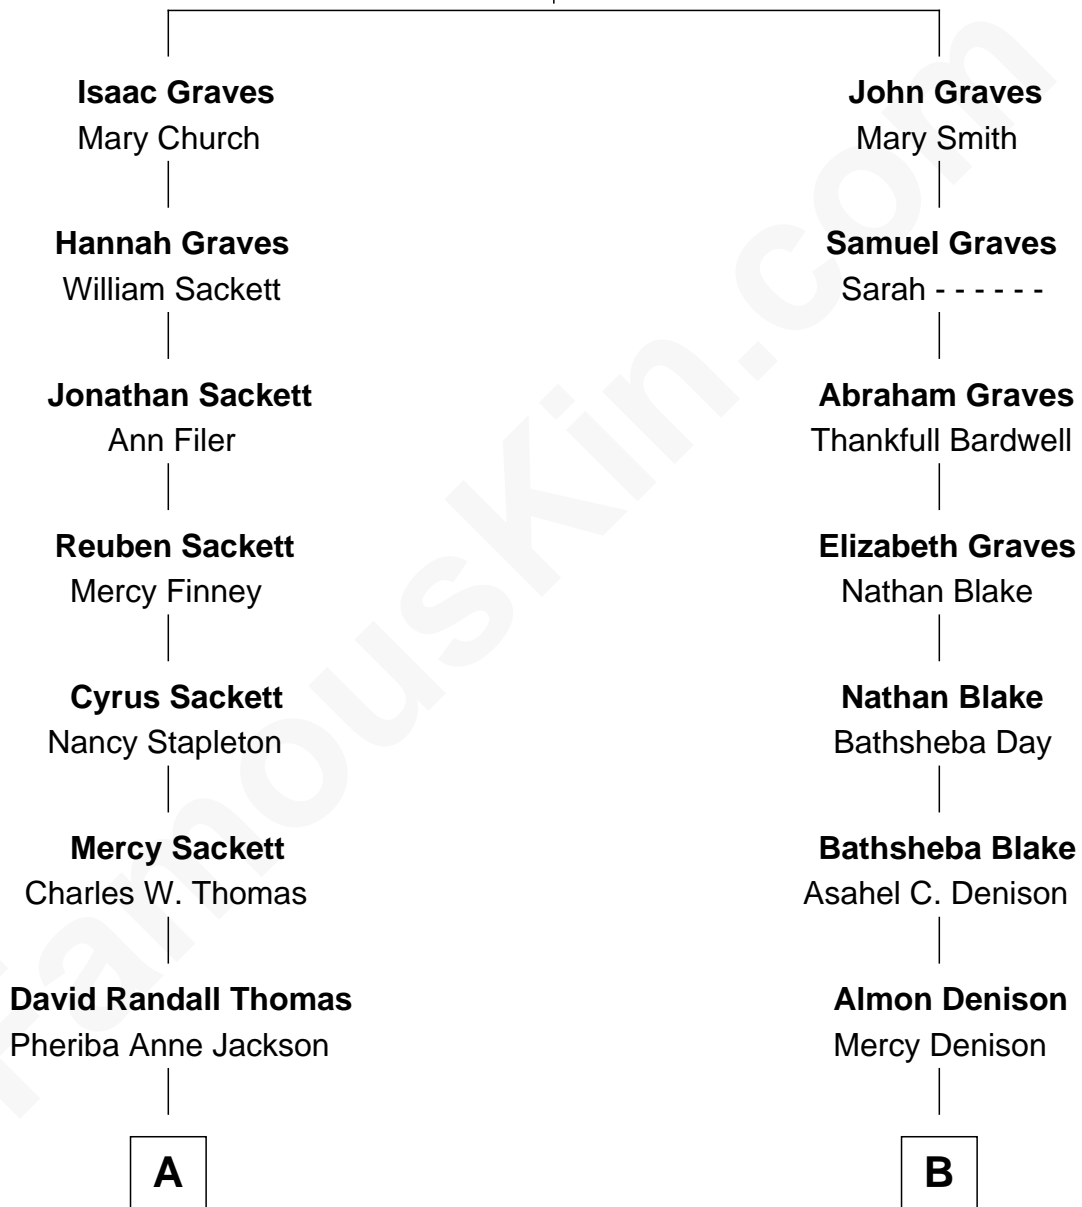 Isaac Graves
Mary Church
John Graves
Mary Smith
Hannah Graves
William Sackett
Samuel Graves
Sarah - - - - - -
Jonathan Sackett
Ann Filer
Abraham Graves
Thankfull Bardwell
Reuben Sackett
Mercy Finney
Elizabeth Graves
Nathan Blake
Cyrus Sackett
Nancy Stapleton
Nathan Blake
Bathsheba Day
Mercy Sackett
Charles W. Thomas
Bathsheba Blake
Asahel C. Denison
David Randall Thomas
Pheriba Anne Jackson
Almon Denison
Mercy Denison
A
B
FamousKin.com